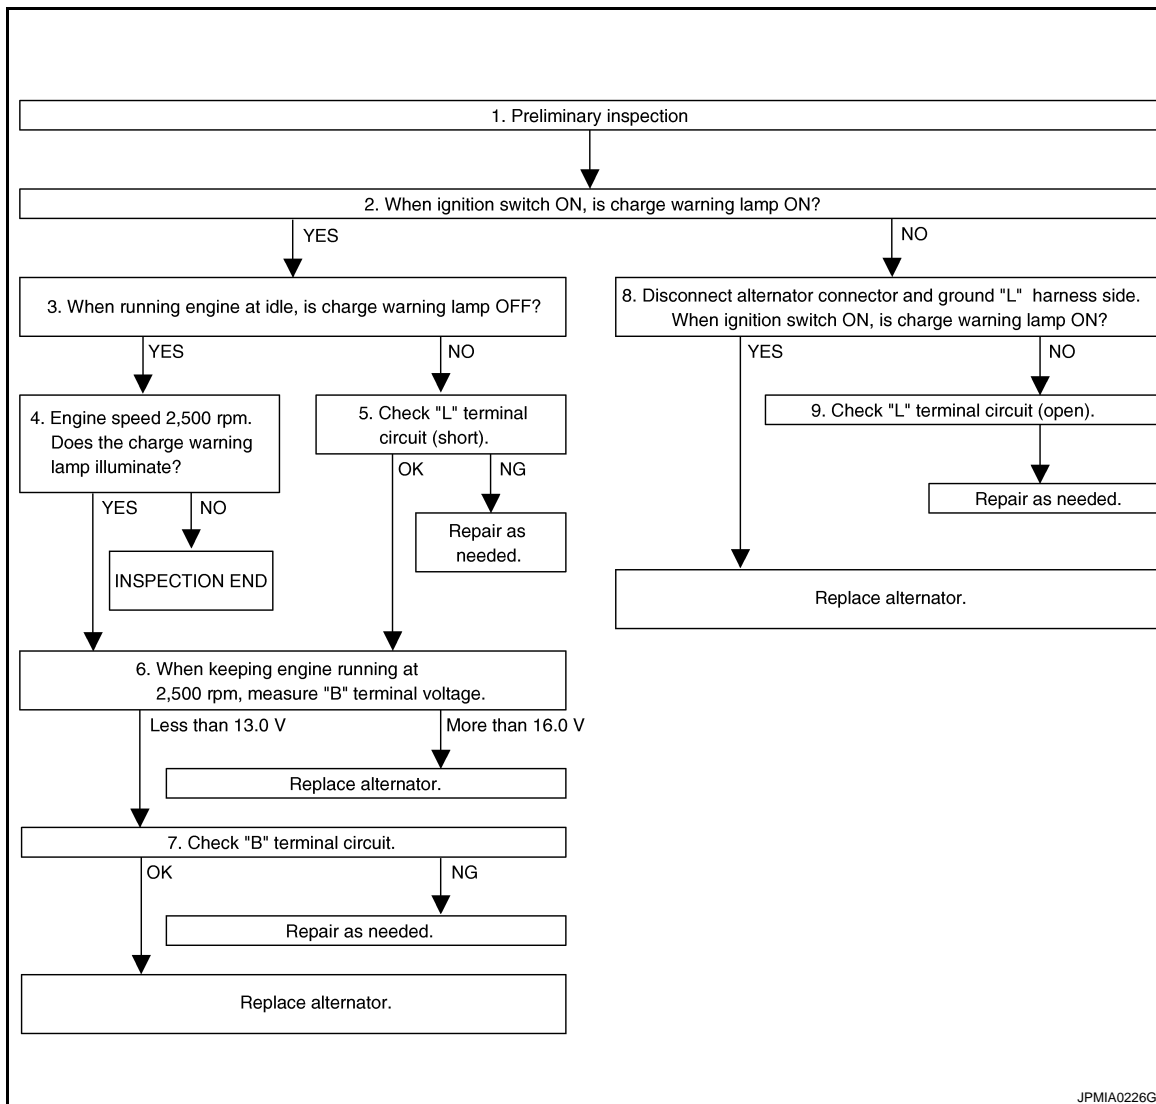 1. Preliminary inspection
2. When ignition switch ON, is charge warning lamp ON?
YES
NO
3. When running engine at idle, is charge warning lamp OFF?
8. Disconnect alternator connector and ground "L" harness side.
When ignition switch ON, is charge warning lamp ON?
YES
NO
YES
NO
4. Engine speed 2,500 rpm.
Does the charge warning
lamp illuminate?
5. Check "L" terminal
circuit (short).
9. Check "L" terminal circuit (open).
OK
NG
YES
NO
Repair as needed.
Repair as
needed.
INSPECTION END
Replace alternator.
6. When keeping engine running at
2,500 rpm, measure "B" terminal voltage.
Less than 13.0 V
More than 16.0 V
Replace alternator.
7. Check "B" terminal circuit.
OK
NG
Repair as needed.
Replace alternator.
JPMIA0226G